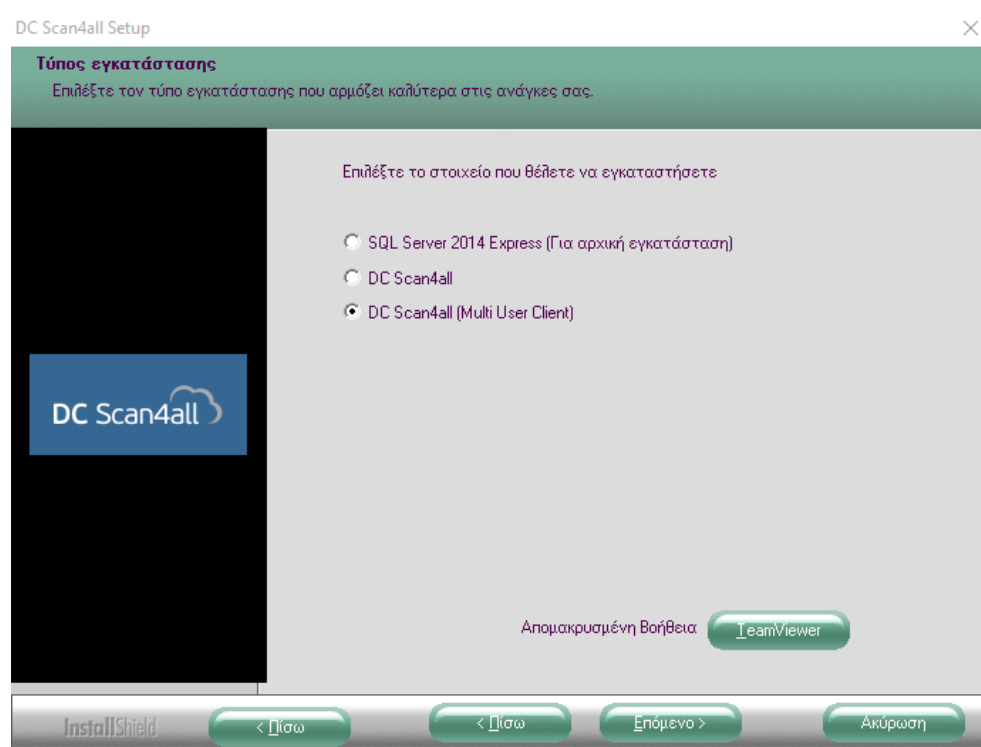 DC Scan4all Setup
Τύπος εγκατάστασης
Επιλέξτε τον τύπο εγκατάστασης που αρμόζει καλύτερα στις ανάγκες σας.
Επιλέξτε το στοιχείο που θέλετε να εγκαταστήσετε
SQL Server 2014 Express (Για αρχική εγκατάσταση)
DC Scan4all
DC Scan4all (Multi User Client)
DC Scan4all
Απομακρυσμένη Βοήθεια TeamViewer
InstallShield < Πίσω < Πίσω Επόμενο > Ακύρωση